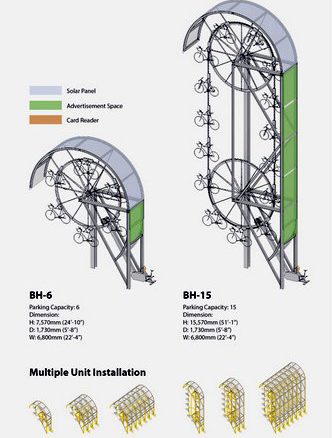 Solar Panel
Advertisement Space
Card Reader
BH-6
Parking Capacity: 6
Dimension:
H: 7,570mm (24'-10")
D: 1,730mm (5'-8")
W: 6,800mm (22'-4")
BH-15
Parking Capacity: 15
Dimension:
H: 15,570mm (51'-1")
D: 1,730mm (5'-8")
W: 6,800mm (22'-4")
Multiple Unit Installation